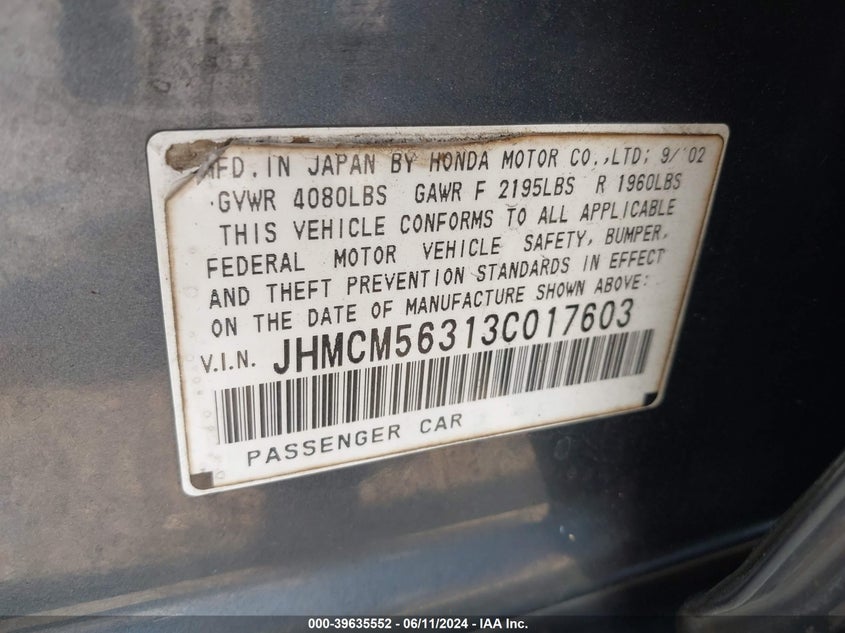 MFD. IN JAPAN BY HONDA MOTOR CO.,LTD; 9/'02
GVWR 4080LBS GAWR F 2195LBS R 1960LBS
THIS VEHICLE CONFORMS TO ALL APPLICABLE
FEDERAL MOTOR VEHICLE SAFETY, BUMPER,
AND THEFT PREVENTION STANDARDS IN EFFECT
ON THE DATE OF MANUFACTURE SHOWN ABOVE:
V.I.N. JHMCM56313C017603
PASSENGER CAR
000-39635552 - 06/11/2024 - IAA Inc.